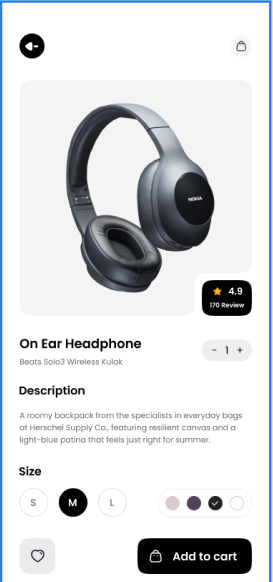 NOKIA
4.9
170 Review
On Ear Headphone
Beats Solo3 Wireless Kulak
- 1 +
Description
A roomy backpack from the specialists in everyday bags
at Herschel Supply Co., featuring resilient canvas and a
light-blue patina that feels just right for summer.
Size
S M L
Add to cart